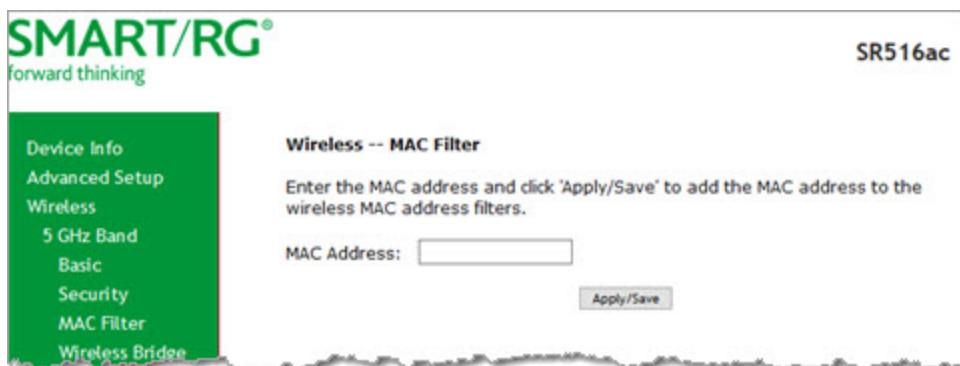 SMART/RG®
forward thinking
SR516ac
Device Info
Advanced Setup
Wireless
5 GHz Band
Basic
Security
MAC Filter
Wireless Bridge
Wireless -- MAC Filter
Enter the MAC address and click 'Apply/Save' to add the MAC address to the
wireless MAC address filters.
MAC Address:
Apply/Save